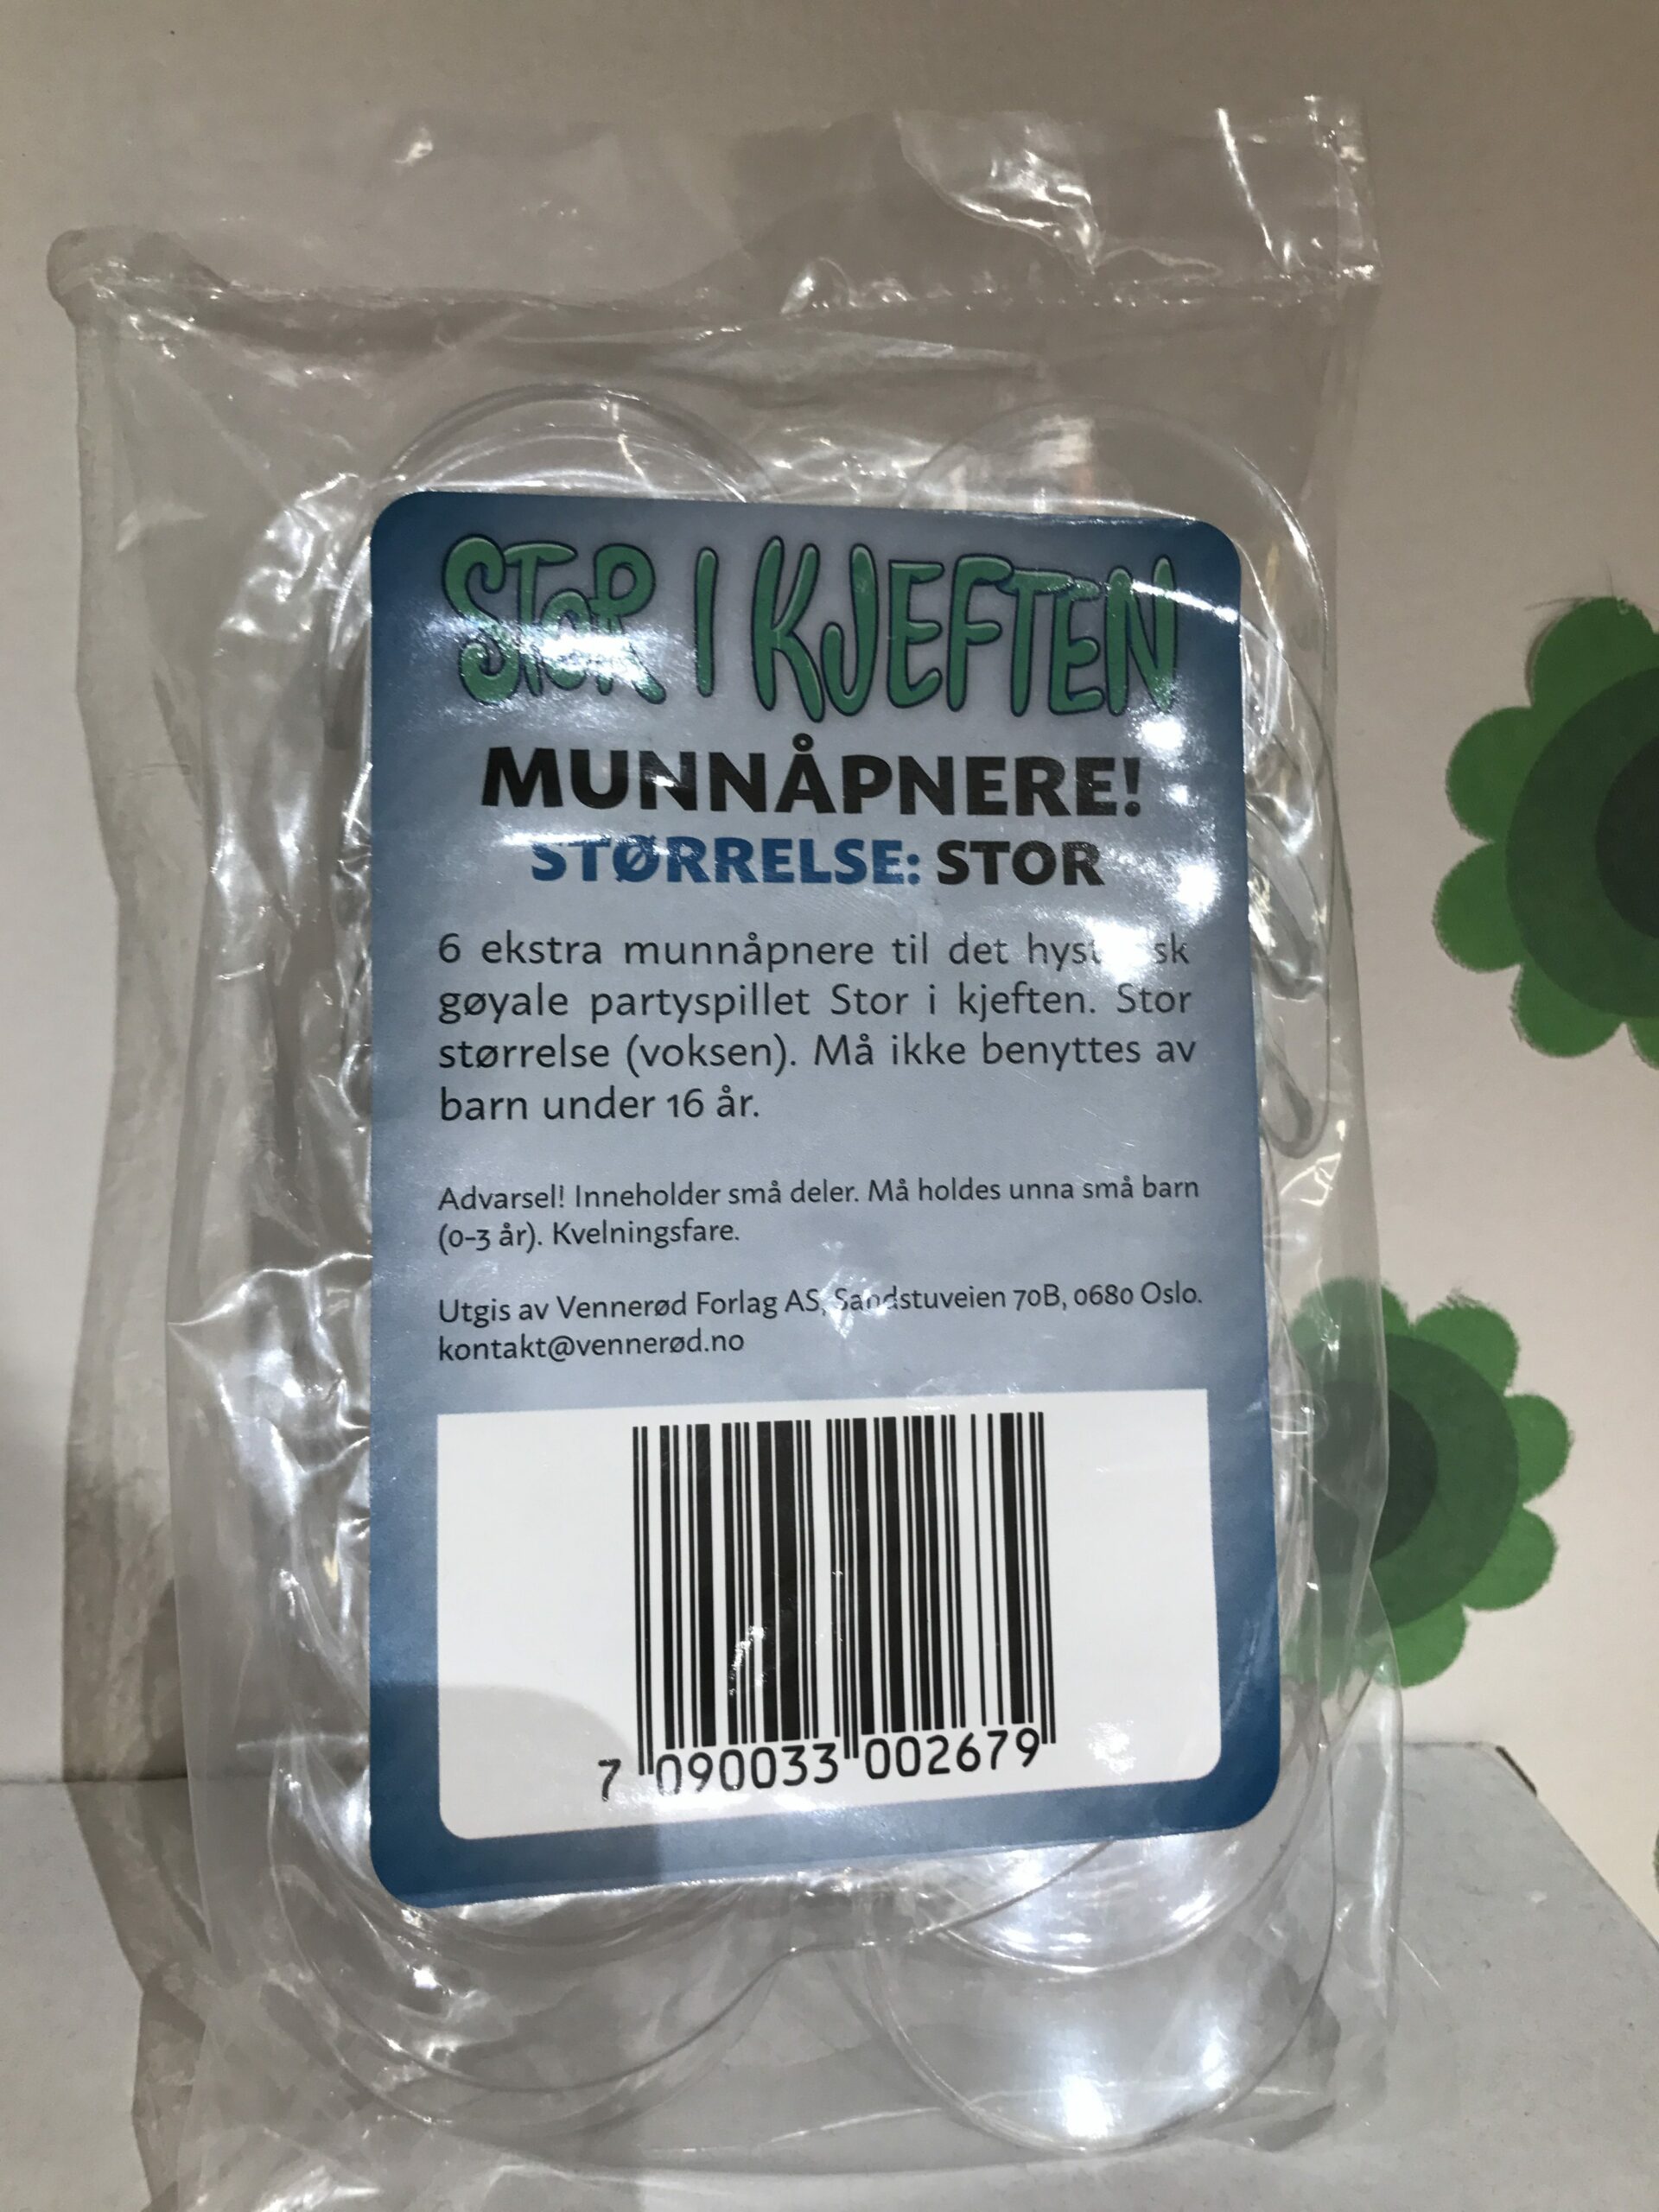 STOR I KJEFTEN
MUNNÅPNERE!
STØRRELSE: STOR
6 ekstra munnåpnere til det
gøyale partyspillet Stor i kjeften. Stor
størrelse (voksen). Må ikke benyttes av
barn under 16 år.
Advarsel! Inneholder små deler. Må holdes unna små barn
(0-3 år). Kvelningsfare.
Utgis av Vennerød Forlag AS, Sandstuveien 70B, 0680 Oslo.
kontakt@vennerød.no
7 090033 002679